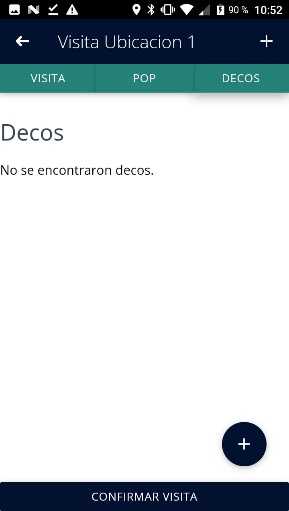 90 % 10:52
Visita Ubicacion 1
VISITA POP DECOS
Decos
No se encontraron decos.
CONFIRMAR VISITA